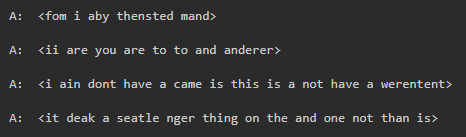 A:  <fom i aby thensted mand>
A:  <ii are you are to to and anderer>
A:  <i ain dont have a came is this is a not have a werentent>
A:  <it deak a seatle nger thing on the and one not than is>